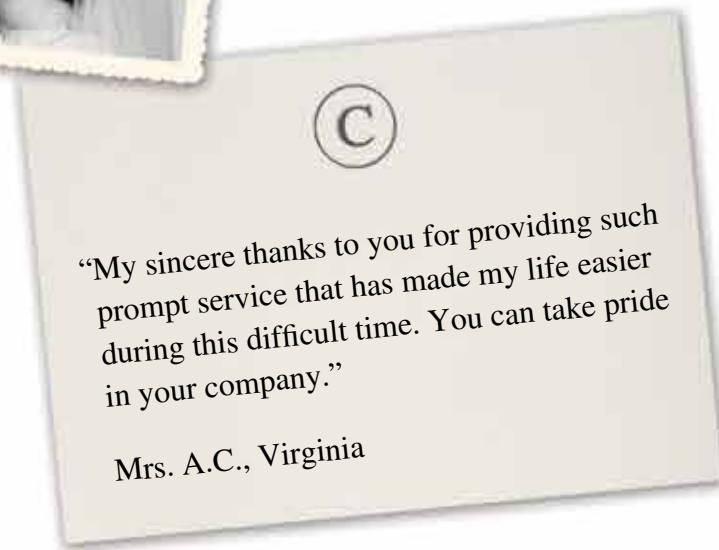 C
“My sincere thanks to you for providing such
prompt service that has made my life easier
during this difficult time. You can take pride
in your company.”
Mrs. A.C., Virginia